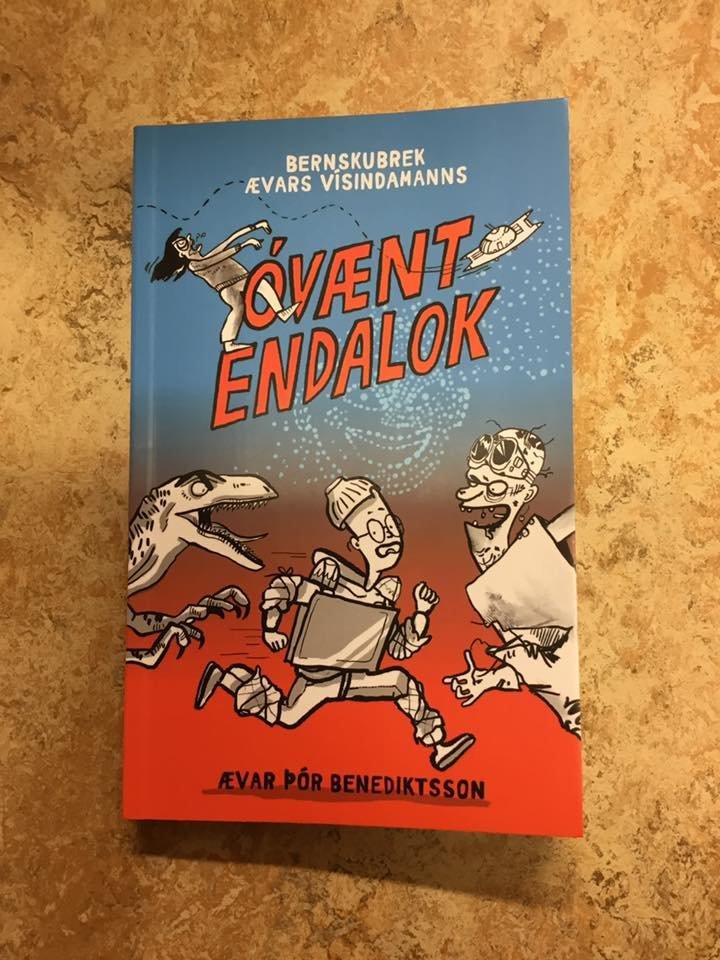 BERNSKUBREK
ÆVARS VÍSINDAMANNS
ÓVÆNT
ENDALOK
ÆVAR ÞÓR BENEDIKTSSON